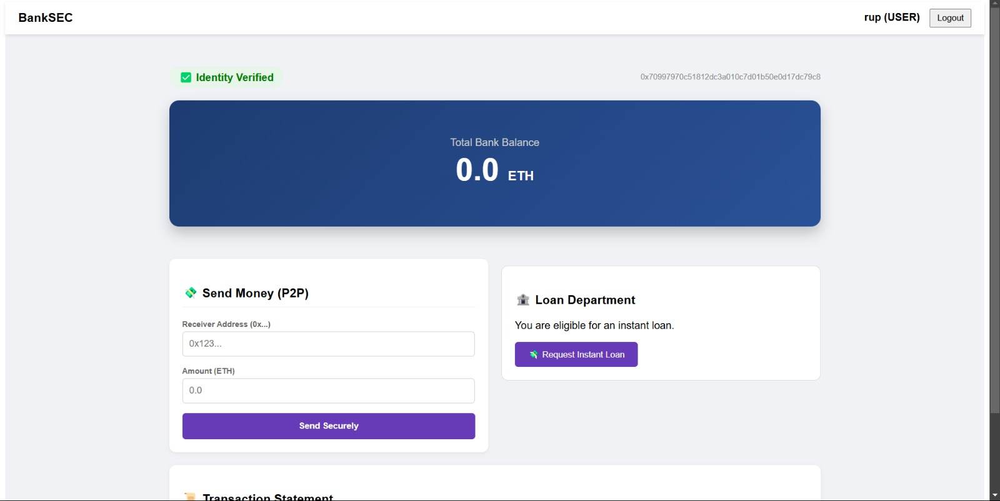 BankSEC
rup (USER)
Logout
Identity Verified
0x70997970c51812dc3a010c7d01b50e0d17dc79c8
Total Bank Balance
0.0 ETH
Send Money (P2P)
Receiver Address (0x...)
0x123...
Amount (ETH)
0.0
Send Securely
Loan Department
You are eligible for an instant loan.
Request Instant Loan
Transaction Statement